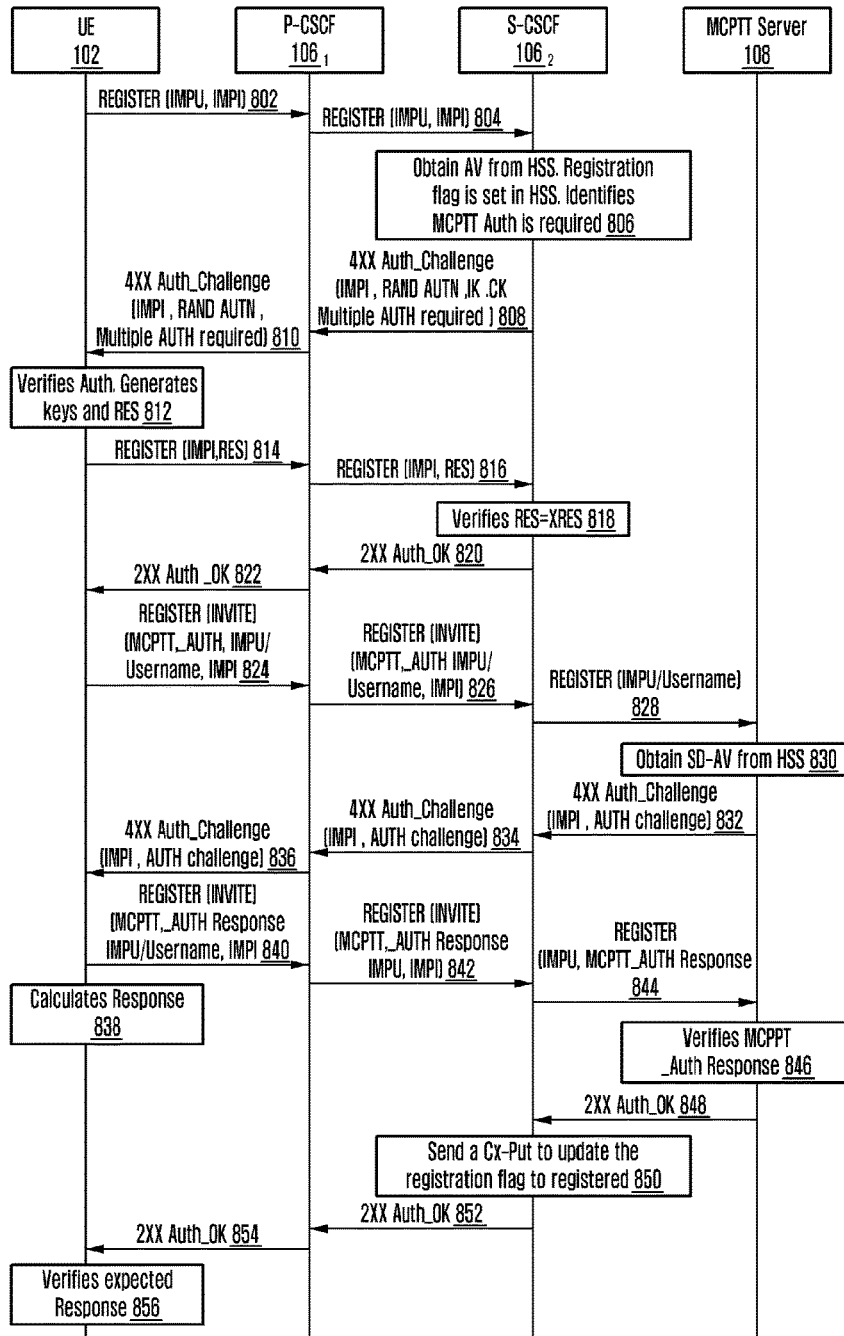 UE
102
P-CSCF
106 1
S-CSCF
106 2
MCPTT Server
108
REGISTER (IMPU, IMPI) 802
REGISTER (IMPU, IMPI) 804
Obtain AV from HSS. Registration
flag is set in HSS. Identifies
MCPTT Auth is required 806
4XX Auth_Challenge
(IMPI , RAND AUTN ,IK .CK
Multiple AUTH required ) 808
4XX Auth_Challenge
(IMPI , RAND AUTN ,
Multiple AUTH required) 810
Verifies Auth. Generates
keys and RES 812
REGISTER (IMPI,RES) 814
REGISTER (IMPI, RES) 816
Verifies RES=XRES 818
2XX Auth_OK 820
2XX Auth _OK 822
REGISTER (INVITE)
(MCPTT,_AUTH, IMPU/
Username, IMPI 824
REGISTER (INVITE)
(MCPTT,_AUTH IMPU/
Username, IMPI) 826
REGISTER (IMPU/Username)
828
Obtain SD-AV from HSS 830
4XX Auth_Challenge
(IMPI , AUTH challenge) 832
4XX Auth_Challenge
(IMPI , AUTH challenge) 834
4XX Auth_Challenge
(IMPI , AUTH challenge) 836
REGISTER (INVITE)
(MCPTT,_AUTH Response
IMPU/Username, IMPI 840
REGISTER (INVITE)
(MCPTT,_AUTH Response
IMPU, IMPI) 842
REGISTER
(IMPU, MCPTT_AUTH Response
844
Calculates Response
838
Verifies MCPPT
_Auth Response 846
2XX Auth_OK 848
Send a Cx-Put to update the
registration flag to registered 850
2XX Auth_OK 852
2XX Auth_OK 854
Verifies expected
Response 856